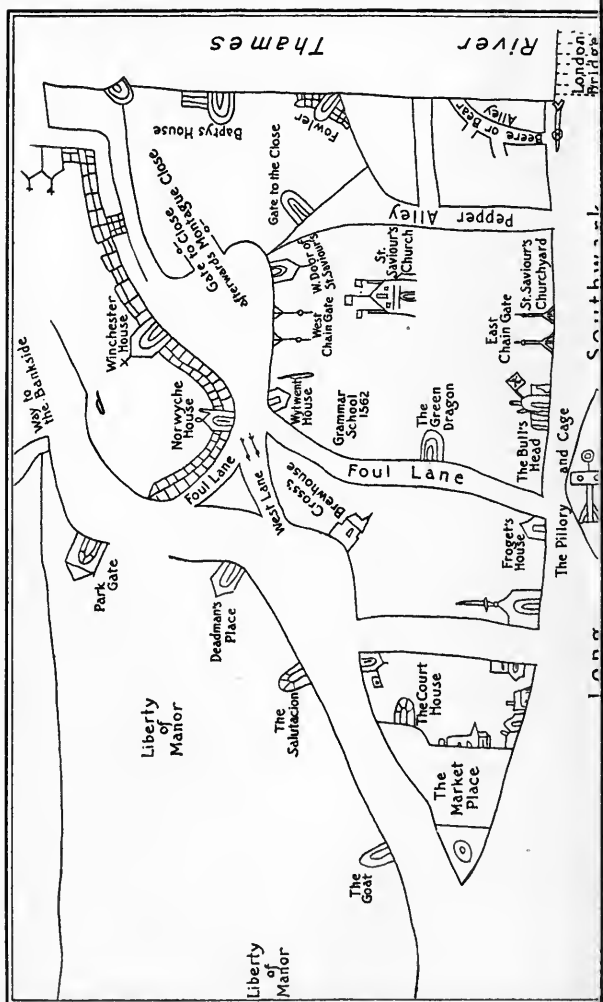 River Thames
London
Bridge
Beere or Bear
Alley
Fowler
Baptys House
Gate to the Close
Gate to Close
afterwards Montague Close
Pepper Alley
W. Door of
St. Saviour's
St.
Saviour's
Church
West
Chain Gate
St. Saviour's
Churchyard
East
Chain Gate
Winchester
House
Way to
the Bankside
Norwyche
House
Wytwent
House
Grammar
School
1562
The
Green
Dragon
The Bull's
Head
Foul Lane
Foul Lane
West Lane
Cross's
Brewhouse
Froget's
House
The Pillory and Cage
Park
Gate
Deadman's
Place
The
Salutacion
Liberty
of
Manor
The Court
House
The
Market
Place
The
Goat
Liberty
of
Manor
Long Southwark